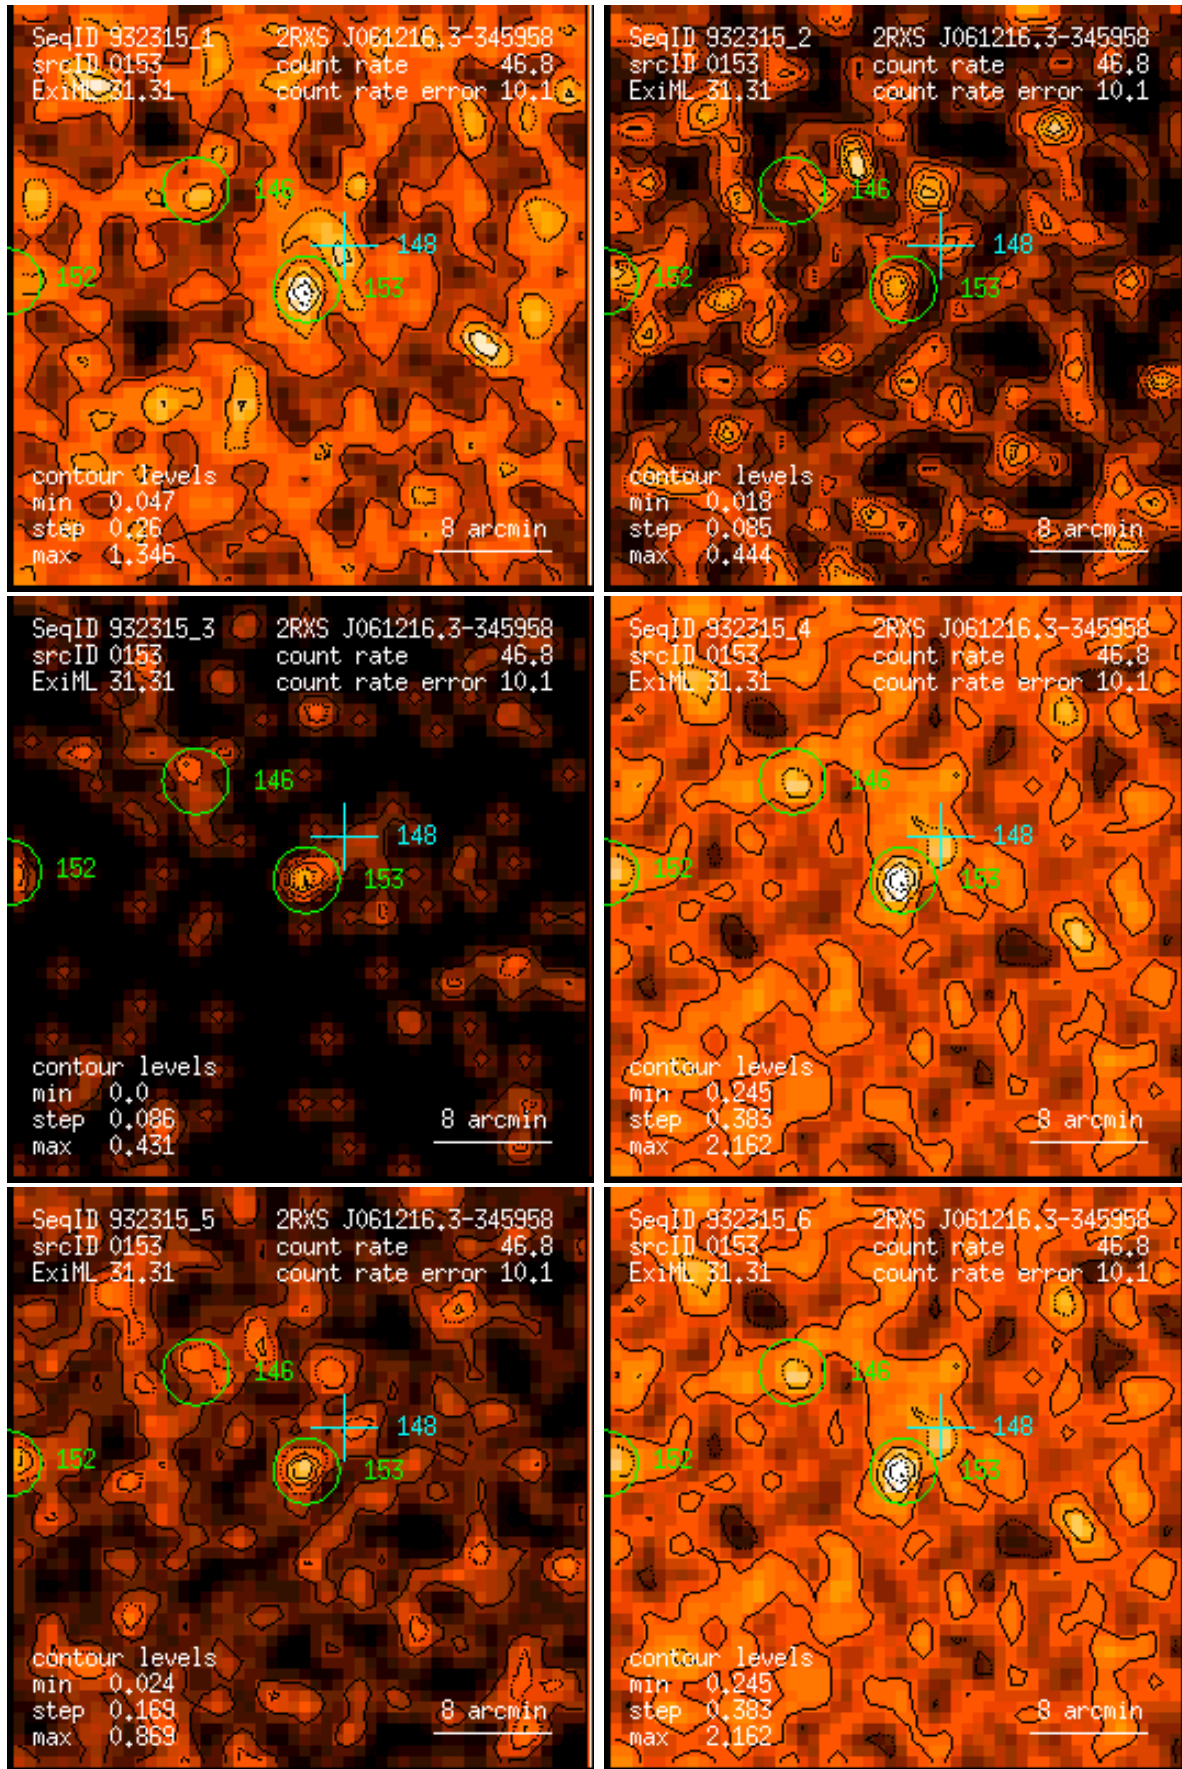 SeqID 932315_1 2RXS J061216.3-345958
srcID 0153 count rate 46.8
ExiML 31.31 count rate error 10.1
146
148
152
153
contour levels
min 0.047
step 0.26
max 1.346
8 arcmin
SeqID 932315_2 2RXS J061216.3-345958
srcID 0153 count rate 46.8
ExiML 31.31 count rate error 10.1
146
148
152
153
contour levels
min 0.018
step 0.085
max 0.444
8 arcmin
SeqID 932315_3 2RXS J061216.3-345958
srcID 0153 count rate 46.8
ExiML 31.31 count rate error 10.1
146
148
152
153
contour levels
min 0.0
step 0.086
max 0.431
8 arcmin
SeqID 932315_4 2RXS J061216.3-345958
srcID 0153 count rate 46.8
ExiML 31.31 count rate error 10.1
146
148
152
153
contour levels
min 0.245
step 0.383
max 2.162
8 arcmin
SeqID 932315_5 2RXS J061216.3-345958
srcID 0153 count rate 46.8
ExiML 31.31 count rate error 10.1
146
148
152
153
contour levels
min 0.024
step 0.169
max 0.869
8 arcmin
SeqID 932315_6 2RXS J061216.3-345958
srcID 0153 count rate 46.8
ExiML 31.31 count rate error 10.1
146
148
152
153
contour levels
min 0.245
step 0.383
max 2.162
8 arcmin